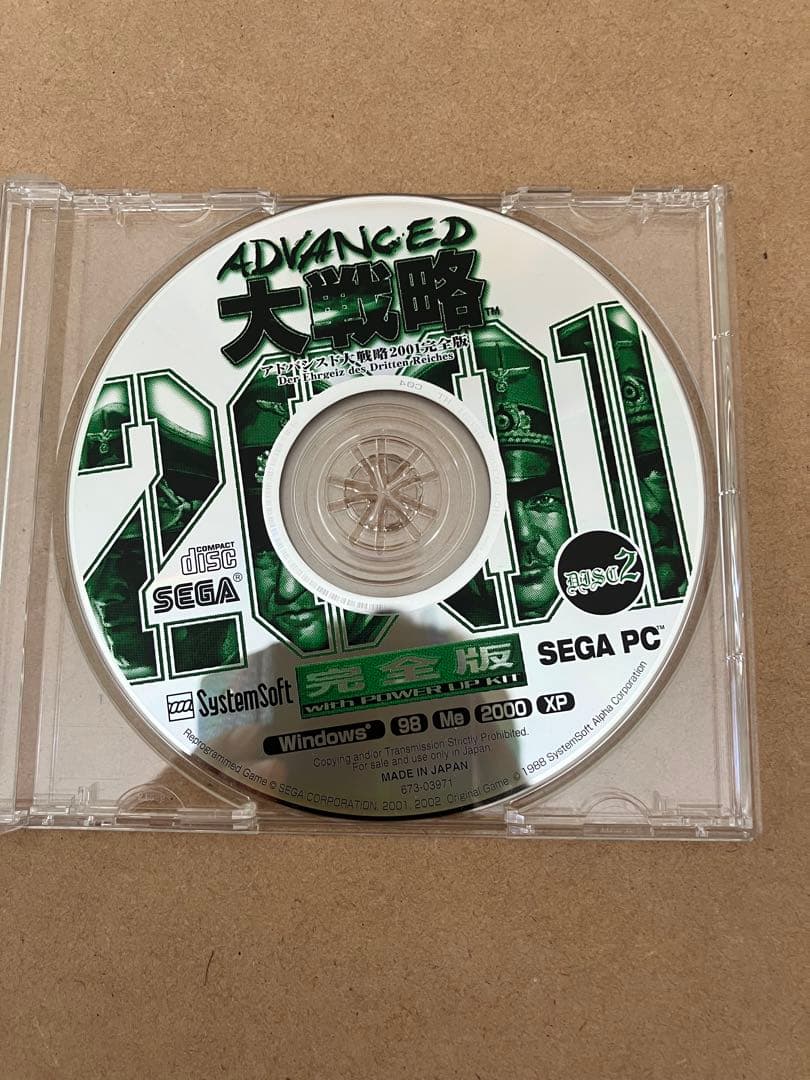 ADVANCED
大戦略™
アドバンスド大戦略2001完全版
Der Ehrgeiz des Dritten Reiches
2001
COMPACT
disc
SEGA®
DISC2
SystemSoft
完全版
with POWER UP KIT
SEGA PC™
Windows® 98 Me 2000 XP
Copying and/or Transmission Strictly Prohibited.
For sale and use only in Japan.
MADE IN JAPAN
673-03971
Reprogrammed Game © SEGA CORPORATION, 2001, 2002 Original Game © 1988 SystemSoft Alpha Corporation